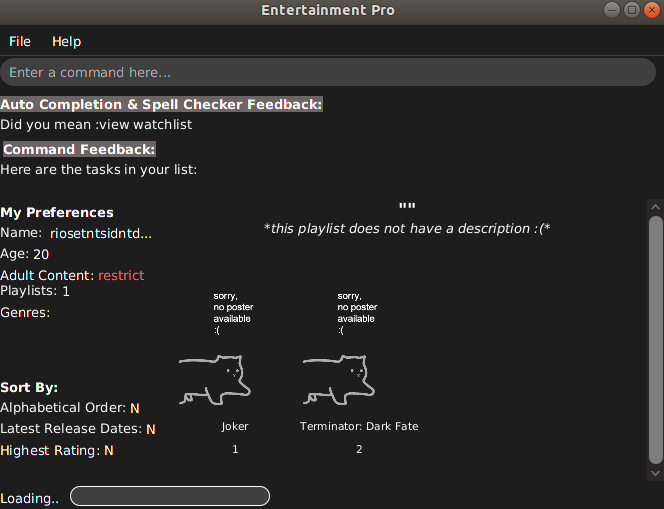 Entertainment Pro
File Help
Enter a command here...
Auto Completion & Spell Checker Feedback:
Did you mean :view watchlist
Command Feedback:
Here are the tasks in your list:
My Preferences
Name: riosetntsidntd...
Age: 20
Adult Content: restrict
Playlists: 1
Genres:
Sort By:
Alphabetical Order: N
Latest Release Dates: N
Highest Rating: N
""
*this playlist does not have a description :(*
sorry,
no poster
available
:(
Joker
1
sorry,
no poster
available
:(
Terminator: Dark Fate
2
Loading..